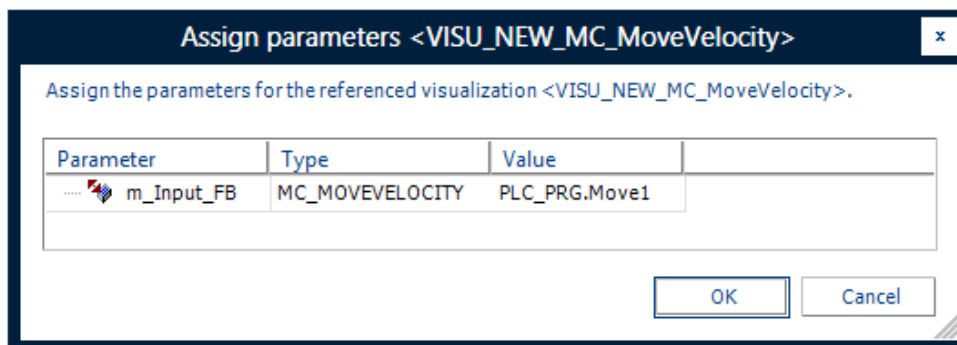 Assign parameters <VISU_NEW_MC_MoveVelocity>
x
Assign the parameters for the referenced visualization <VISU_NEW_MC_MoveVelocity>.
Parameter Type Value
m_Input_FB MC_MOVEVELOCITY PLC_PRG.Move1
OK Cancel